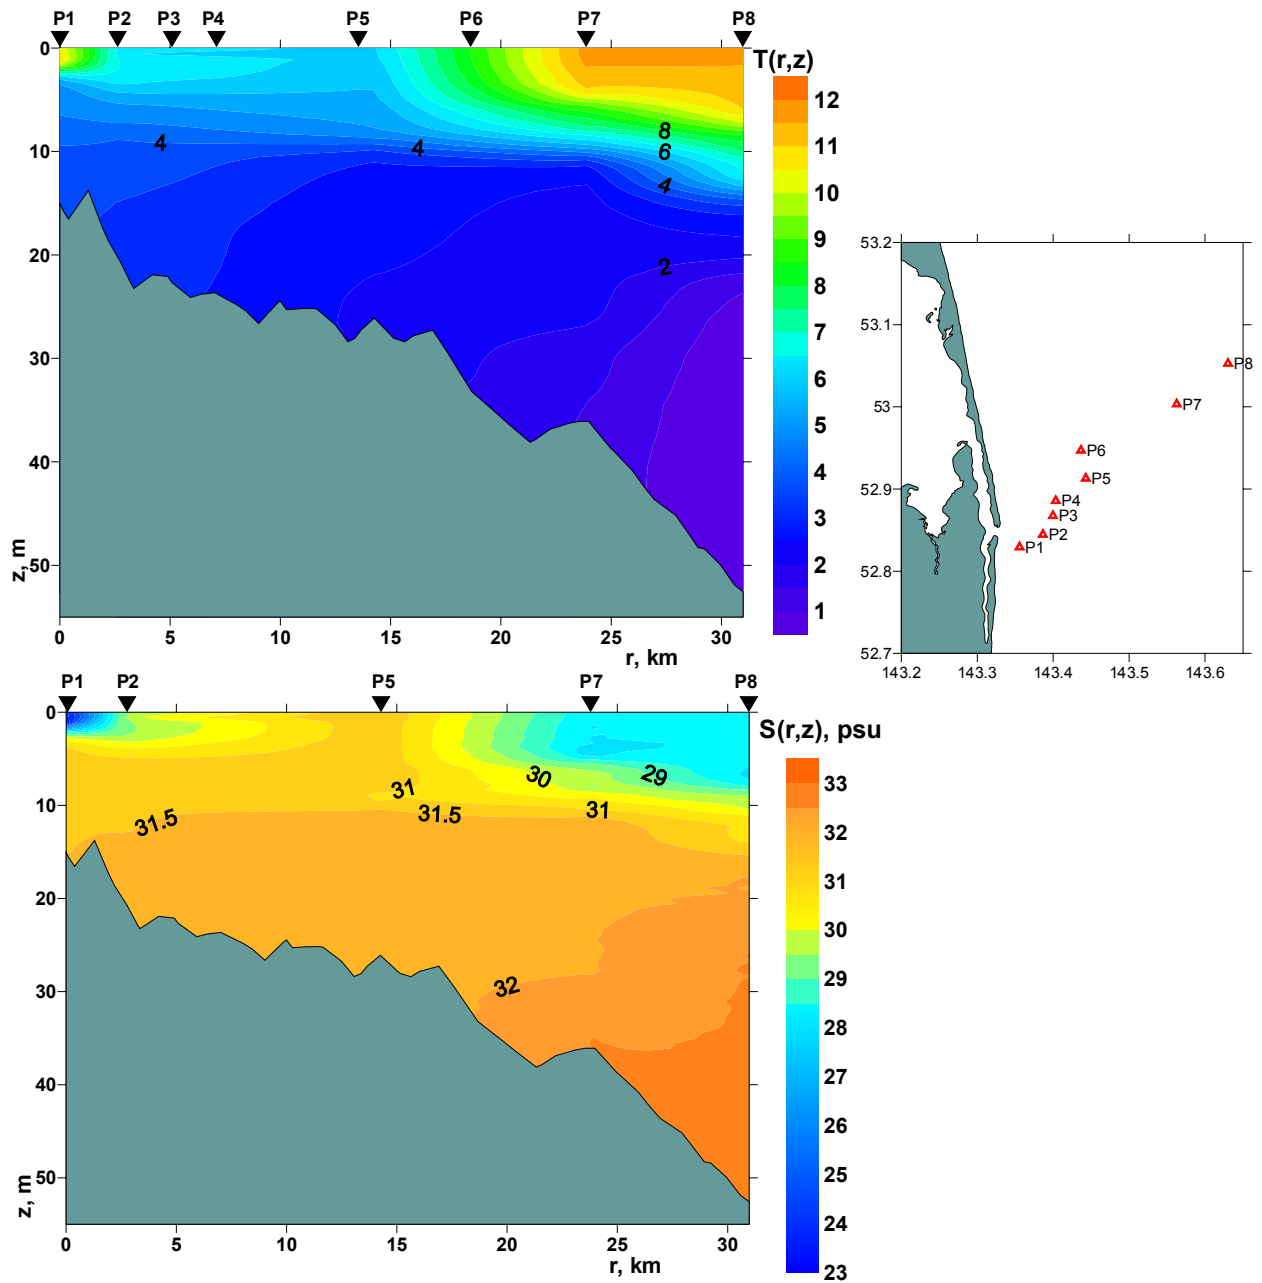 P1 P2 P3 P4 P5 P6 P7 P8
T(r,z)
0
10
20
30
40
50
z, m
4
4
8
6
4
2
0 5 10 15 20 25 30
r, km
12
11
10
9
8
7
6
5
4
3
2
1
53.2
53.1
53
52.9
52.8
52.7
143.2 143.3 143.4 143.5 143.6
P8
P7
P6
P5
P4
P3
P2
P1
P1 P2 P5 P7 P8
S(r,z), psu
0
10
20
30
40
50
z, m
31.5
31
31.5
30
29
31
32
0 5 10 15 20 25 30
r, km
33
32
31
30
29
28
27
26
25
24
23